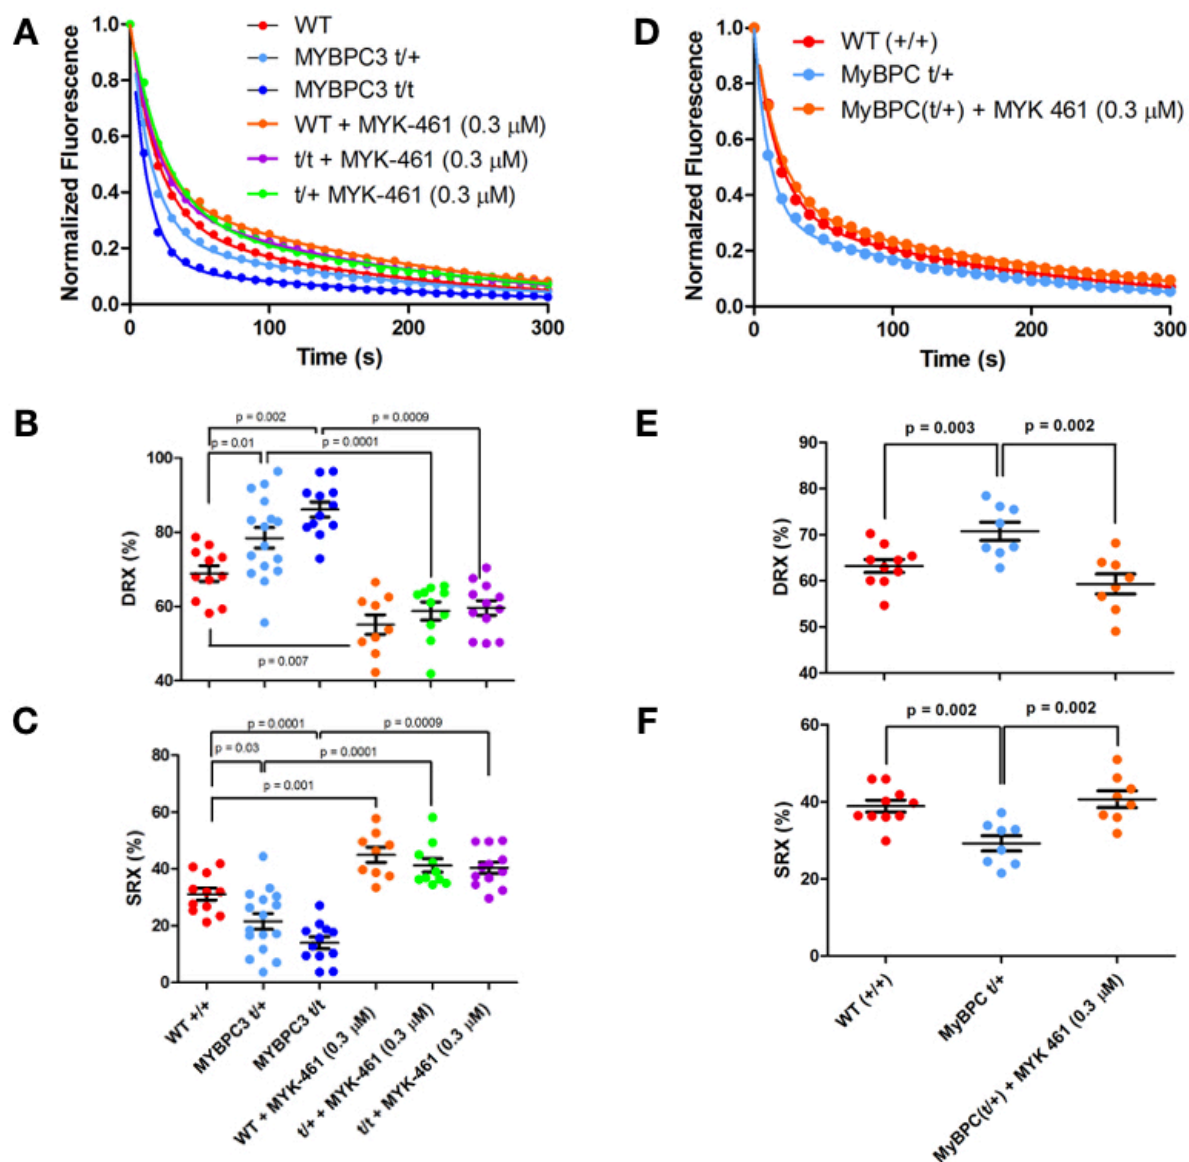 A
Normalized Fluorescence
1.0
0.8
0.6
0.4
0.2
0.0
0
100
200
300
Time (s)
WT
MYBPC3 t/+
MYBPC3 t/t
WT + MYK-461 (0.3 µM)
t/t + MYK-461 (0.3 µM)
t/+ MYK-461 (0.3 µM)
D
Normalzed Fluorescence
1.0
0.8
0.6
0.4
0.2
0.0
0
100
200
300
Time (s)
WT (+/+)
MyBPC t/+
MyBPC(t/+) + MYK 461 (0.3 µM)
B
p = 0.002
p = 0.0009
p = 0.01
p = 0.0001
DRX (%)
100
80
60
40
p = 0.007
E
p = 0.003
p = 0.002
DRX (%)
90
80
70
60
50
40
C
p = 0.0001
p = 0.0009
p = 0.03
p = 0.0001
p = 0.001
SRX (%)
80
60
40
20
0
WT +/+
MYBPC3 t/+
MYBPC3 t/t
WT + MYK-461 (0.3 µM)
t/+ + MYK-461 (0.3 µM)
t/t + MYK-461 (0.3 µM)
F
p = 0.002
p = 0.002
SRX (%)
60
40
20
0
WT (+/+)
MyBPC t/+
MyBPC(t/+) + MYK 461 (0.3 µM)